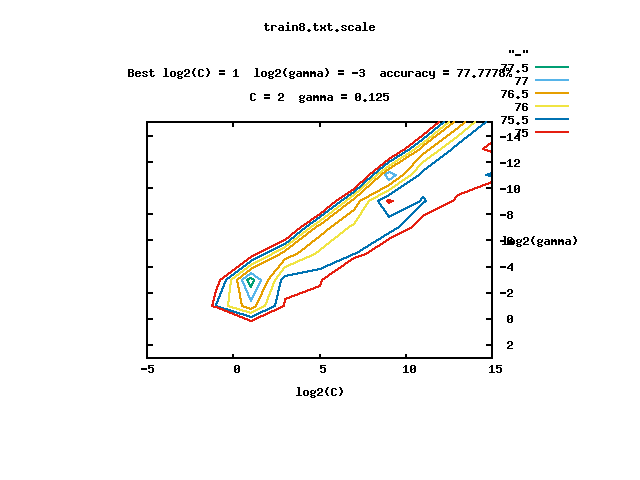 train8.txt.scale
"-"
Best log2(C) = 1  log2(gamma) = -3  accuracy = 77.7778%
77.5
77
76.5
76
75.5
75
C = 2  gamma = 0.125
-14
-12
-10
-8
-6
log2(gamma)
-4
-2
0
2
-5 0 5 10 15
log2(C)